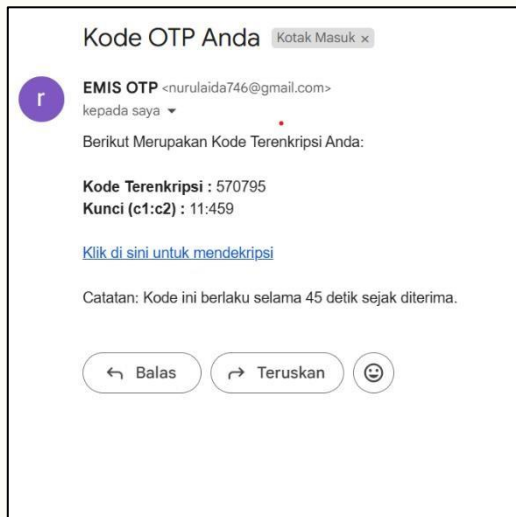 Kode OTP Anda Kotak Masuk ×
r
EMIS OTP <nurulaida746@gmail.com>
kepada saya
Berikut Merupakan Kode Terenkripsi Anda:
Kode Terenkripsi : 570795
Kunci (c1:c2) : 11:459
Klik di sini untuk mendekripsi
Catatan: Kode ini berlaku selama 45 detik sejak diterima.
Balas Teruskan